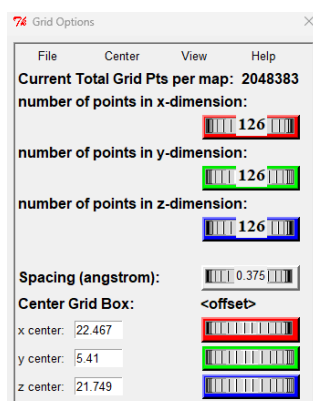 Grid Options
File Center View Help
Current Total Grid Pts per map: 2048383
number of points in x-dimension:
126
number of points in y-dimension:
126
number of points in z-dimension:
126
Spacing (angstrom): 0.375
Center Grid Box: <offset>
x center: 22.467
y center: 5.41
z center: 21.749